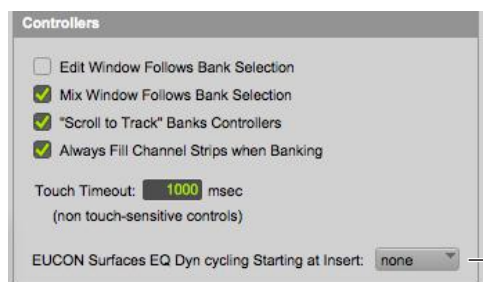 Controllers
Edit Window Follows Bank Selection
Mix Window Follows Bank Selection
"Scroll to Track" Banks Controllers
Always Fill Channel Strips when Banking
Touch Timeout: 1000 msec
(non touch-sensitive controls)
EUCON Surfaces EQ Dyn cycling Starting at Insert: none